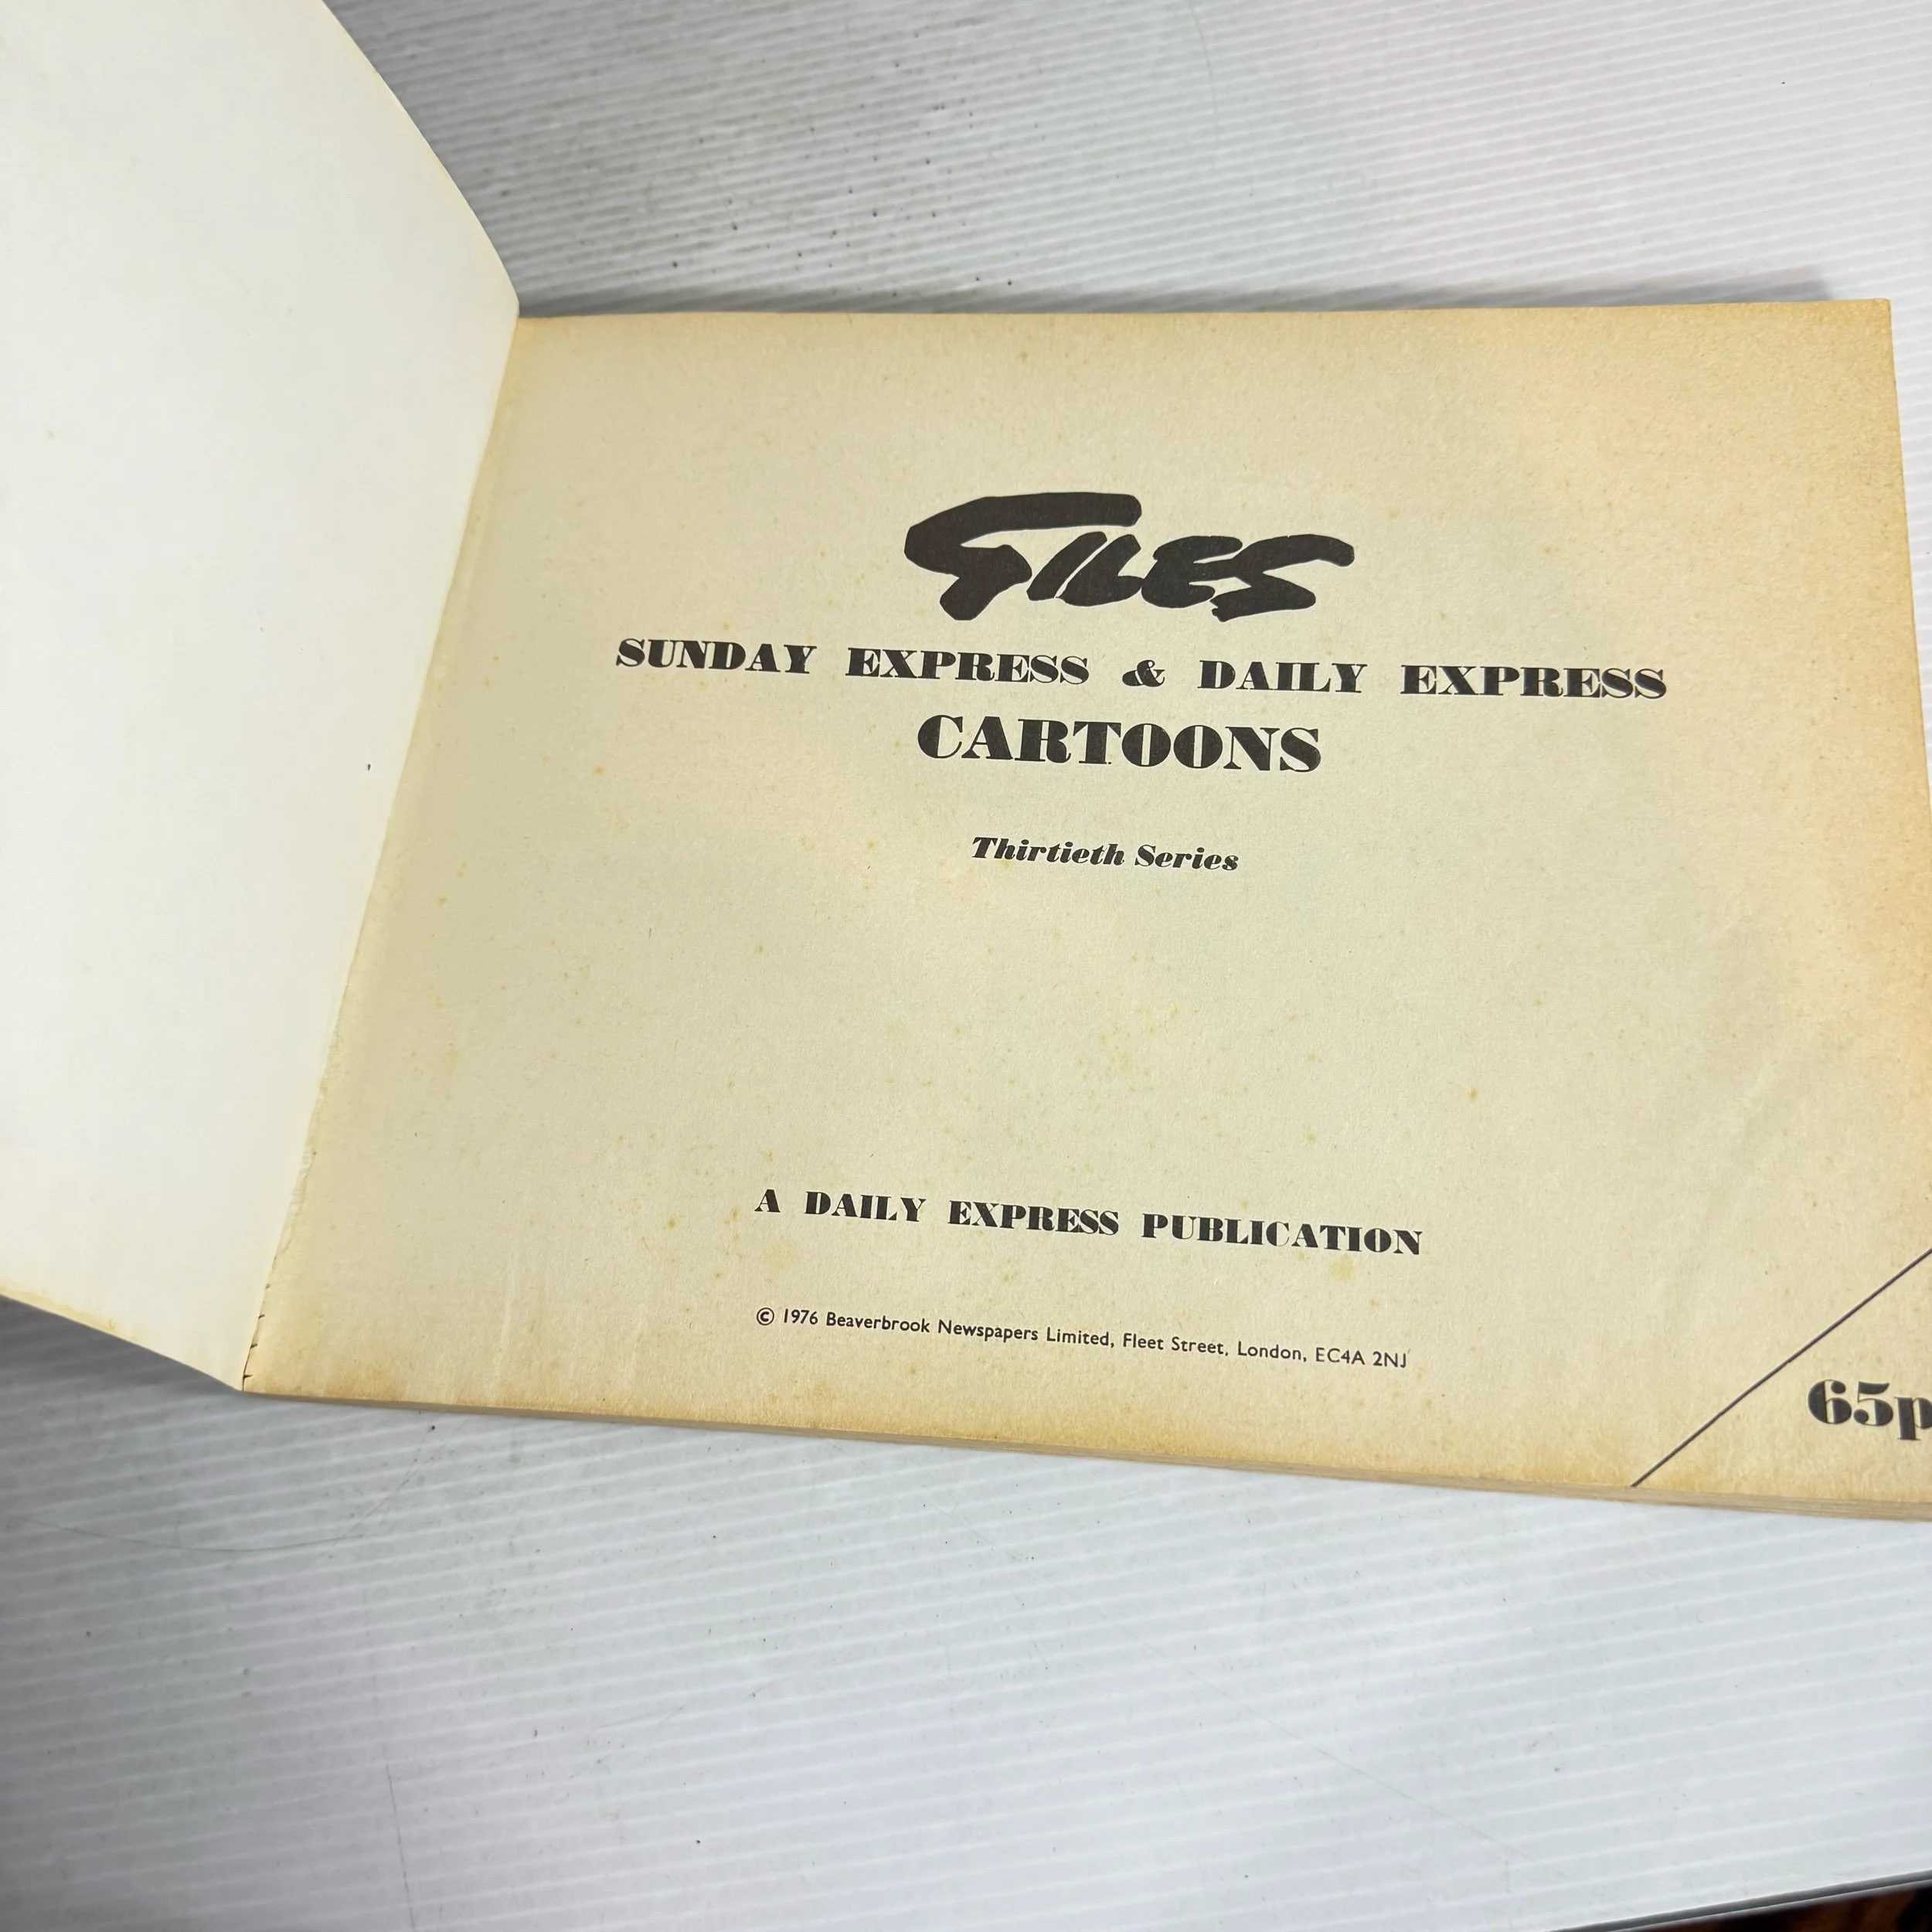 GILES
SUNDAY EXPRESS & DAILY EXPRESS
CARTOONS
Thirtieth Series
A DAILY EXPRESS PUBLICATION
© 1976 Beaverbrook Newspapers Limited, Fleet Street, London, EC4A 2NJ
65p